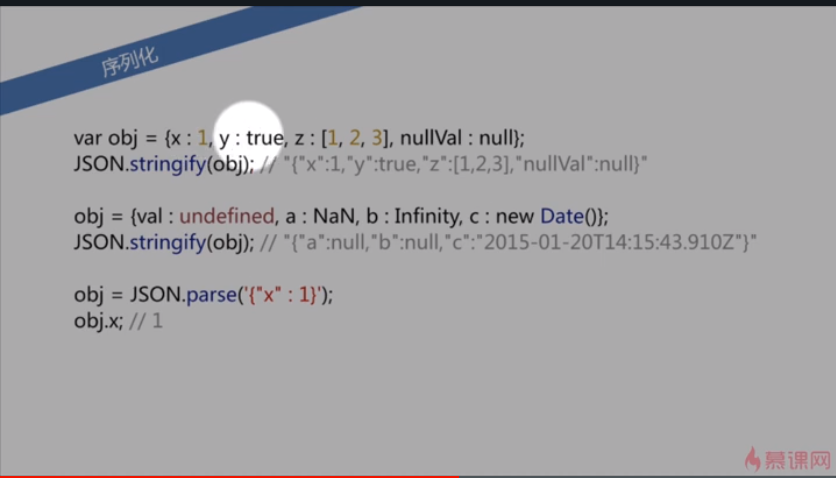 序列化
var obj = {x : 1, y : true, z : [1, 2, 3], nullVal : null};
JSON.stringify(obj); // "{"x":1,"y":true,"z":[1,2,3],"nullVal":null}"
obj = {val : undefined, a : NaN, b : Infinity, c : new Date()};
JSON.stringify(obj); // "{"a":null,"b":null,"c":"2015-01-20T14:15:43.910Z"}"
obj = JSON.parse('{"x" : 1}');
obj.x; // 1
慕课网